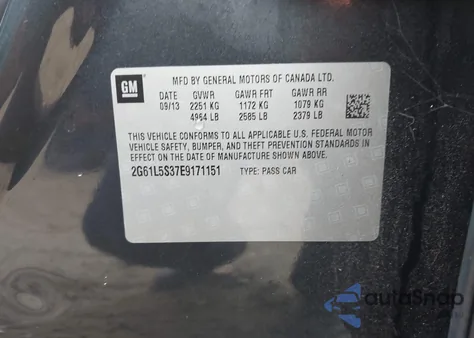 GM
MFD BY GENERAL MOTORS OF CANADA LTD.
DATE GVWR GAWR FRT GAWR RR
09/13 2251 KG 1172 KG 1079 KG
4964 LB 2585 LB 2379 LB
THIS VEHICLE CONFORMS TO ALL APPLICABLE U.S. FEDERAL MOTOR
VEHICLE SAFETY, BUMPER, AND THEFT PREVENTION STANDARDS IN
EFFECT ON THE DATE OF MANUFACTURE SHOWN ABOVE.
2G61L5S37E9171151 TYPE: PASS CAR
autoSnap